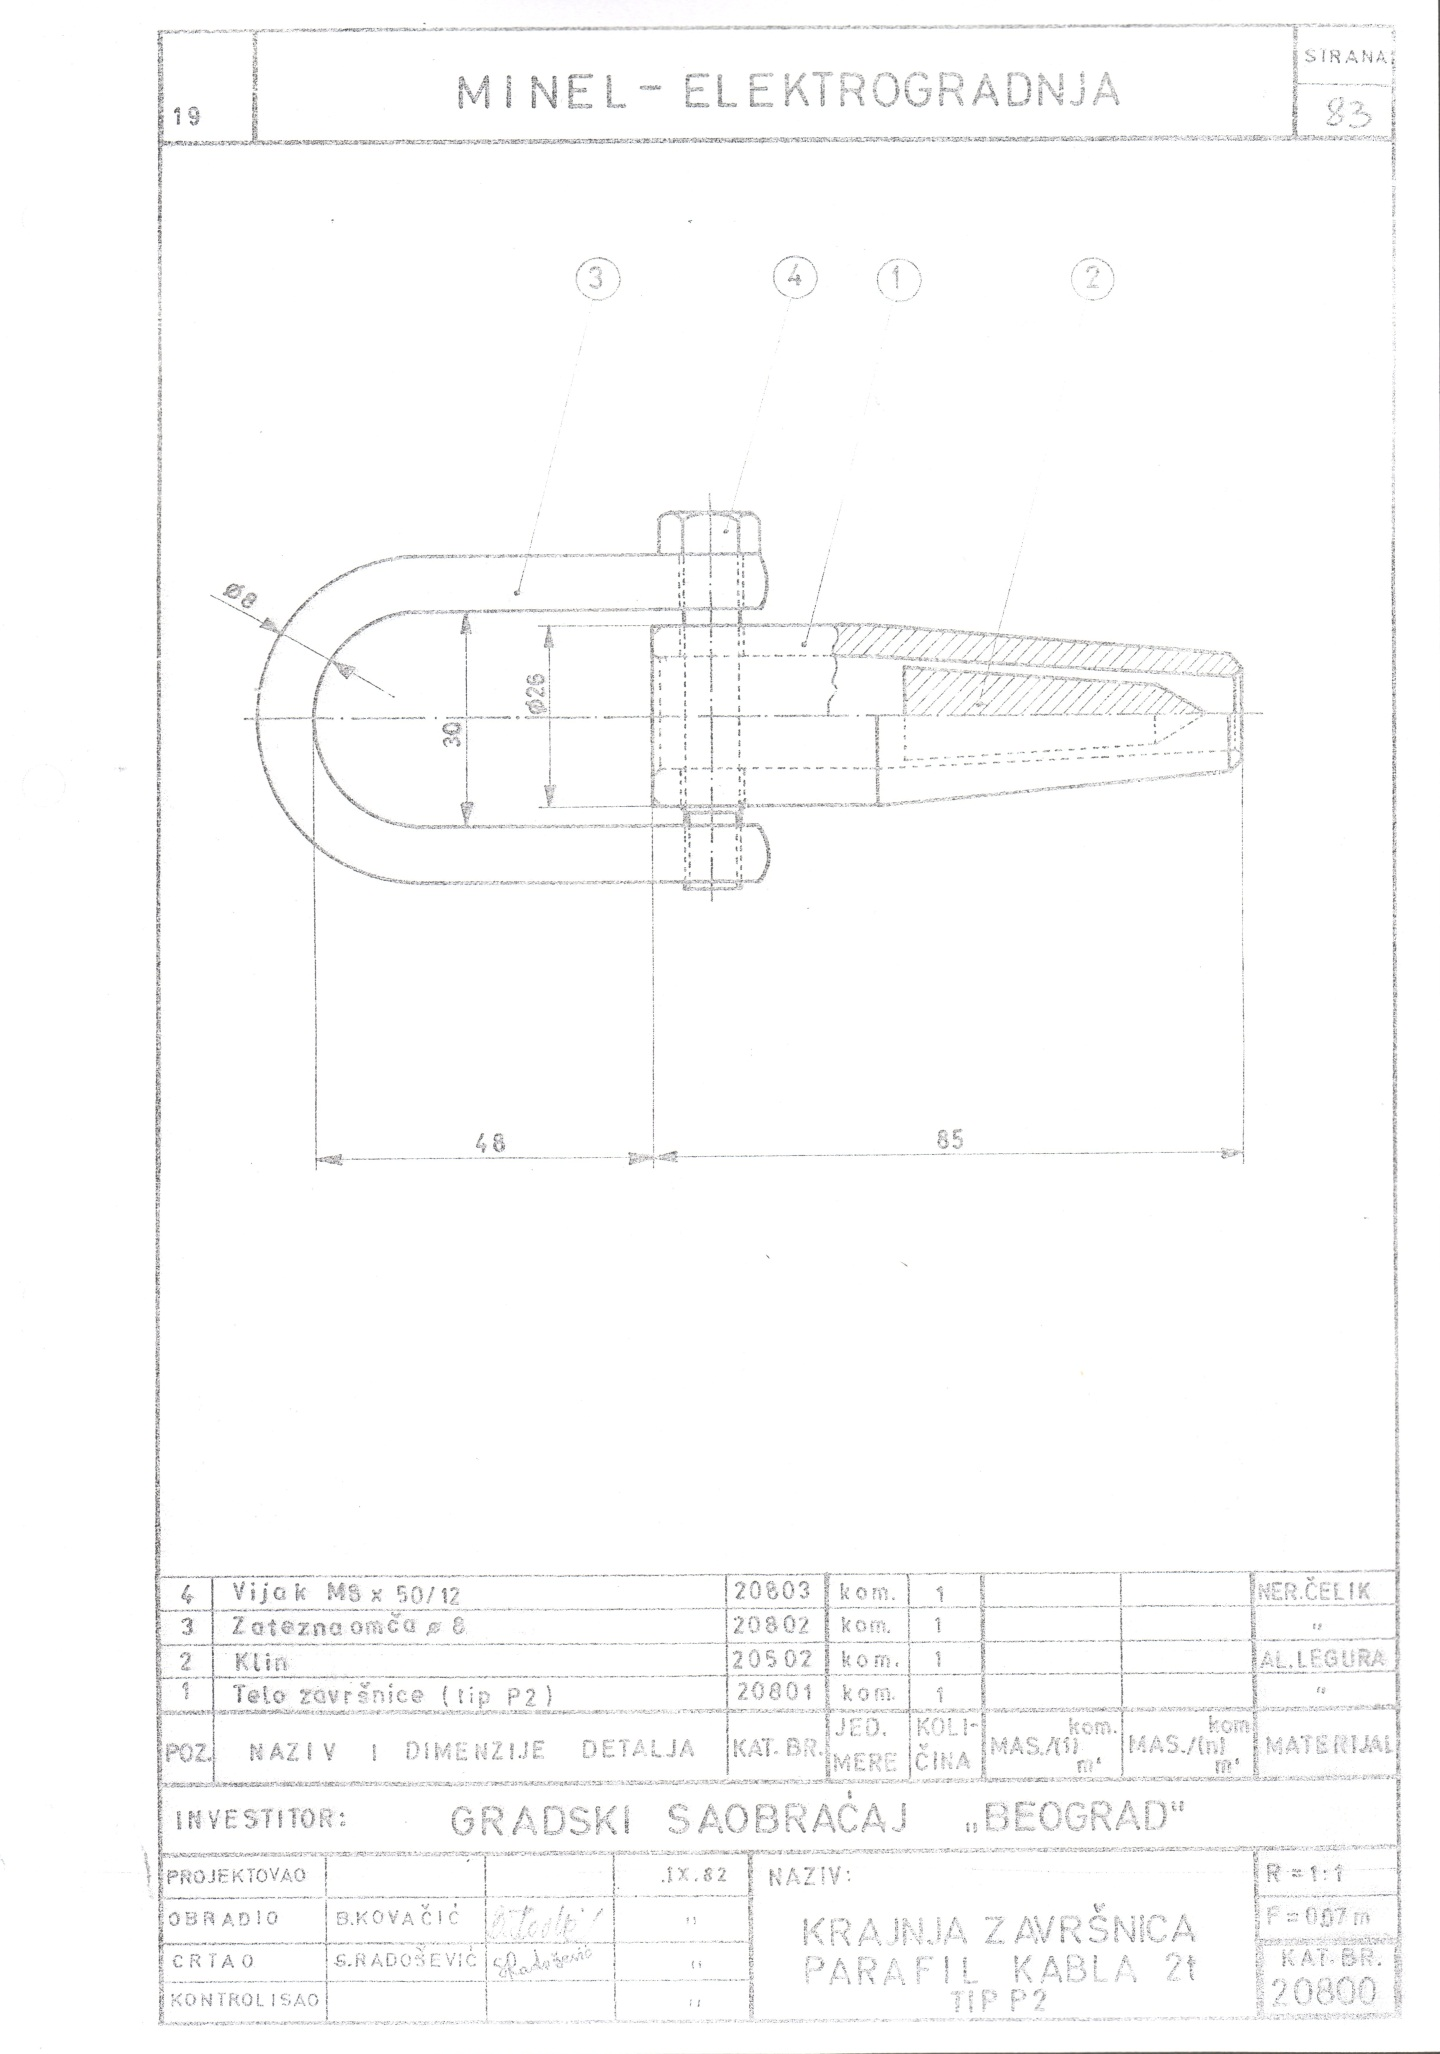 19
MINEL-ELEKTROGRADNJA
STRANA
83
3
4
1
2
ø8
30
ø26
48
85
4 Vijak M8 x 50/12 20803 kom. 1 NER.ČELIK
3 Zatezna omča ø 8 20802 kom. 1 "
2 Klin 20502 kom. 1 AL.LEGURA
1 Telo završnice (tip P2) 20801 kom. 1 "
POZ. NAZIV I DIMENZIJE DETALJA KAT. BR. JED. MERE KOLI-ČINA MAS./(1) kom. m' MAS./(n) kom m' MATERIJAL
INVESTITOR: GRADSKI SAOBRAĆAJ „BEOGRAD"
PROJEKTOVAO IX.82
OBRADIO B.KOVAČIĆ "
CRTAO S.RADOŠEVIĆ SRadošević "
KONTROLISAO "
NAZIV:
KRAJNJA ZAVRŠNICA
PARAFIL KABLA 2t
TIP P2
R = 1:1
F = 0,07 m
KAT. BR.
20800